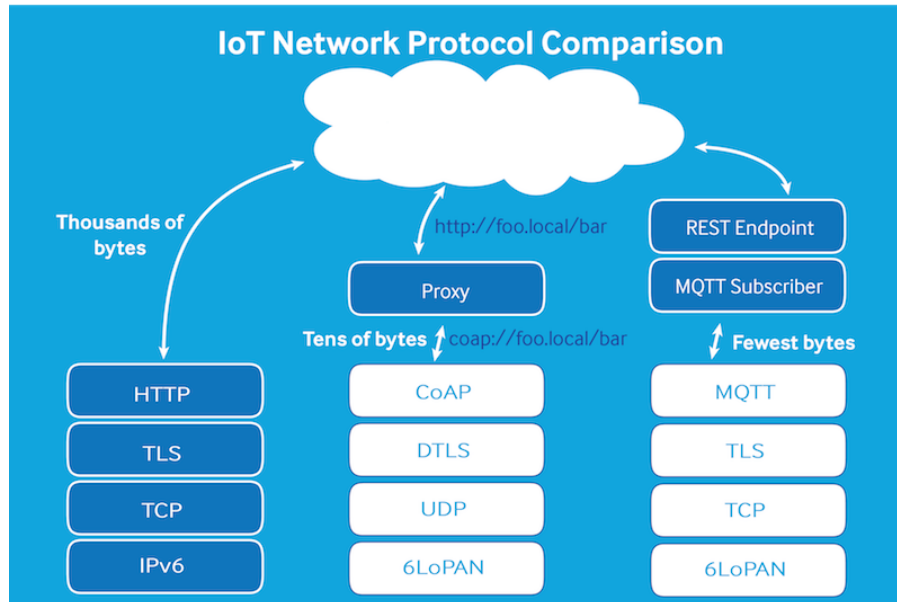 IoT Network Protocol Comparison
Thousands of
bytes
http://foo.local/bar
REST Endpoint
Proxy
MQTT Subscriber
Tens of bytes
coap://foo.local/bar
Fewest bytes
HTTP
TLS
TCP
IPv6
CoAP
DTLS
UDP
6LoPAN
MQTT
TLS
TCP
6LoPAN